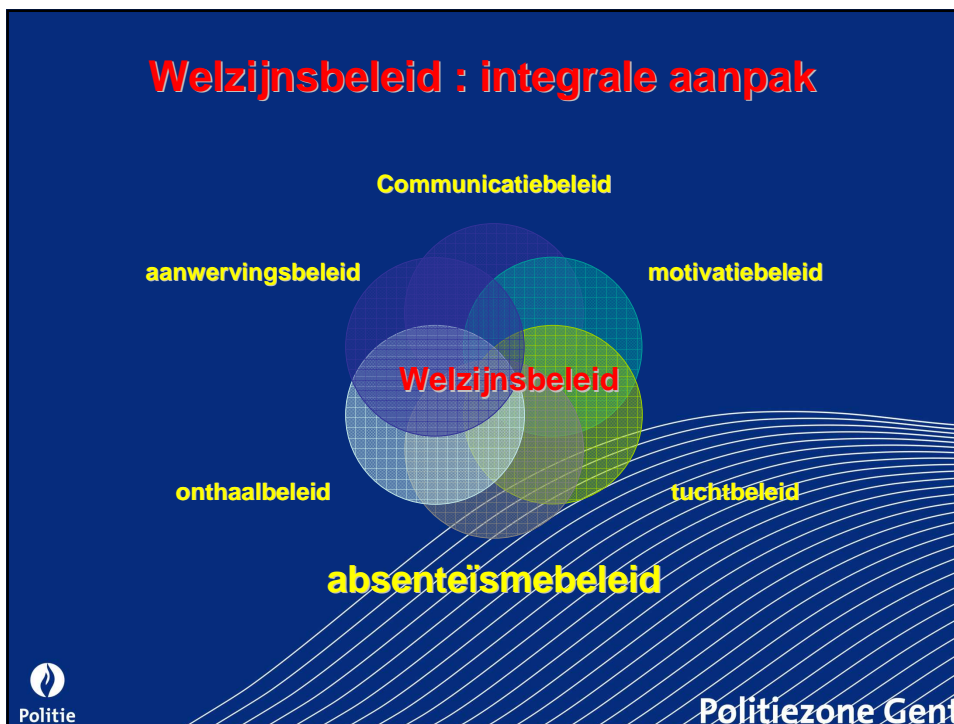 Welzijnsbeleid : integrale aanpak
Communicatiebeleid
aanwervingsbeleid
motivatiebeleid
Welzijnsbeleid
onthaalbeleid
tuchtbeleid
absenteïsmebeleid
Politie
Politiezone Gent